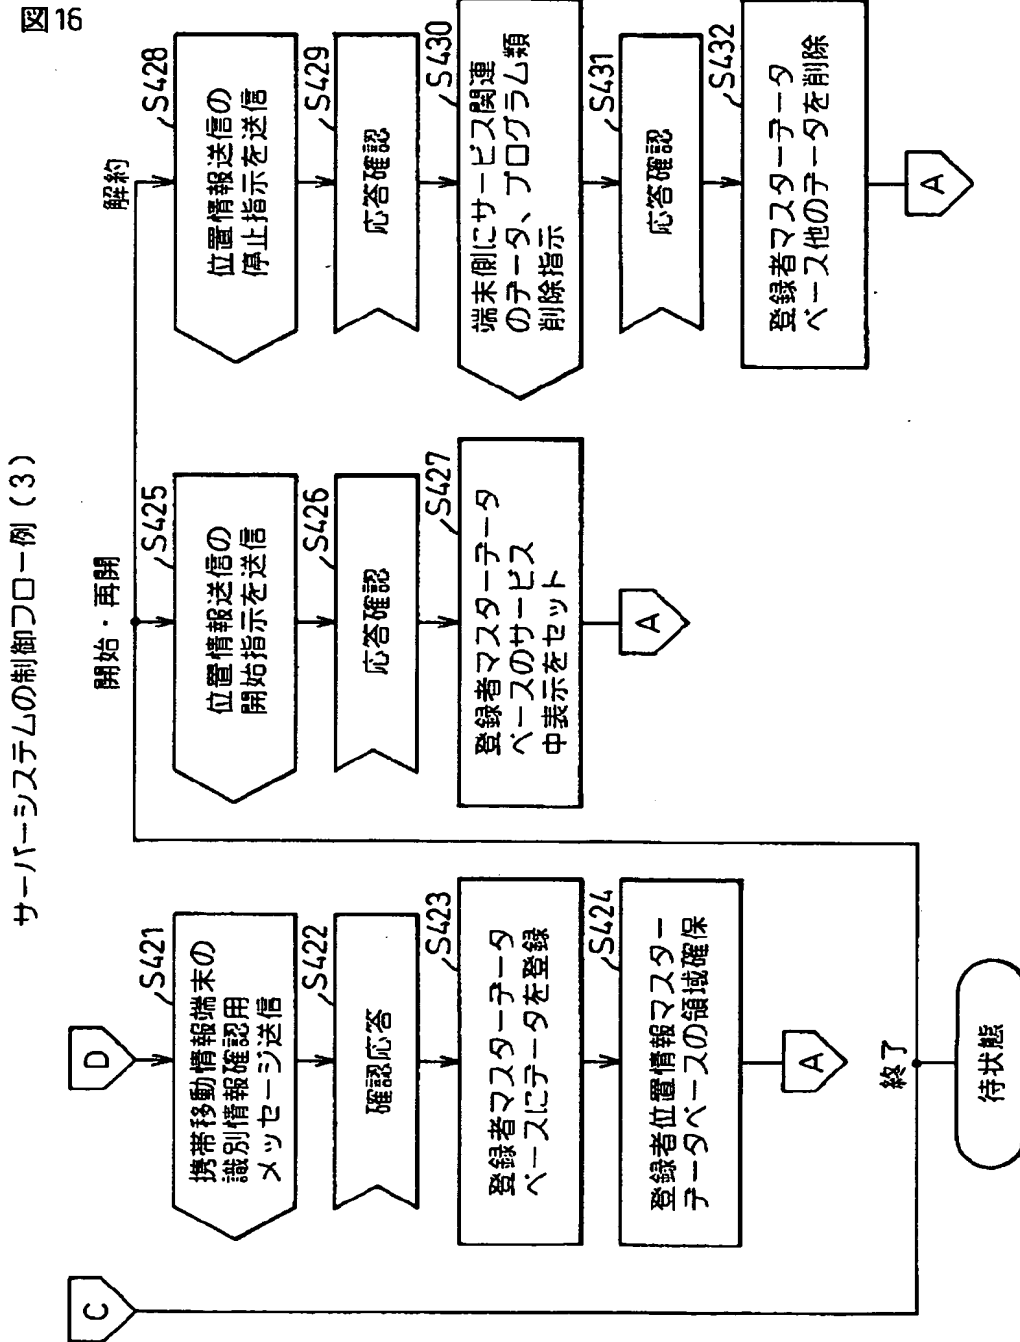 図16
サーバーシステムの制御フロー例(3)
C
D
S421
携帯移動情報端末の
識別情報確認用
メッセージ送信
S422
確認応答
S423
登録者マスターデータ
ベースにデータを登録
S424
登録者位置情報マスター
データベースの領域確保
A
終了
待状態
開始・再開
S425
位置情報送信の
開始指示を送信
S426
応答確認
S427
登録者マスターデータ
ベースのサービス
中表示をセット
A
解約
S428
位置情報送信の
停止指示を送信
S429
応答確認
S430
端末側にサービス関連
のデータ、プログラム類
削除指示
S431
応答確認
S432
登録者マスターデータ
ベース他のデータを削除
A